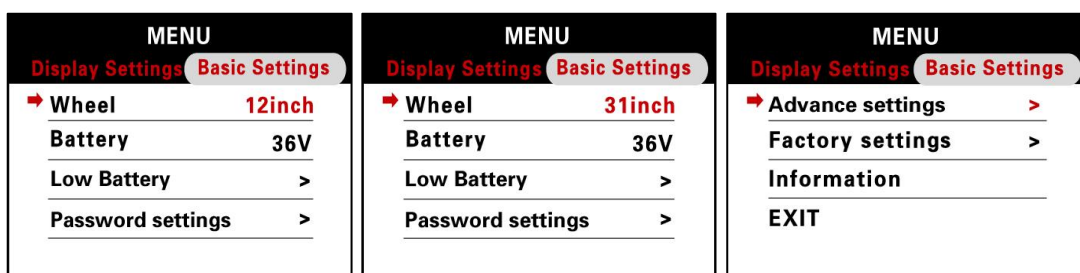 MENU
Display Settings Basic Settings
Wheel 12inch
Battery 36V
Low Battery >
Password settings >
MENU
Display Settings Basic Settings
Wheel 31inch
Battery 36V
Low Battery >
Password settings >
MENU
Display Settings Basic Settings
Advance settings >
Factory settings >
Information
EXIT